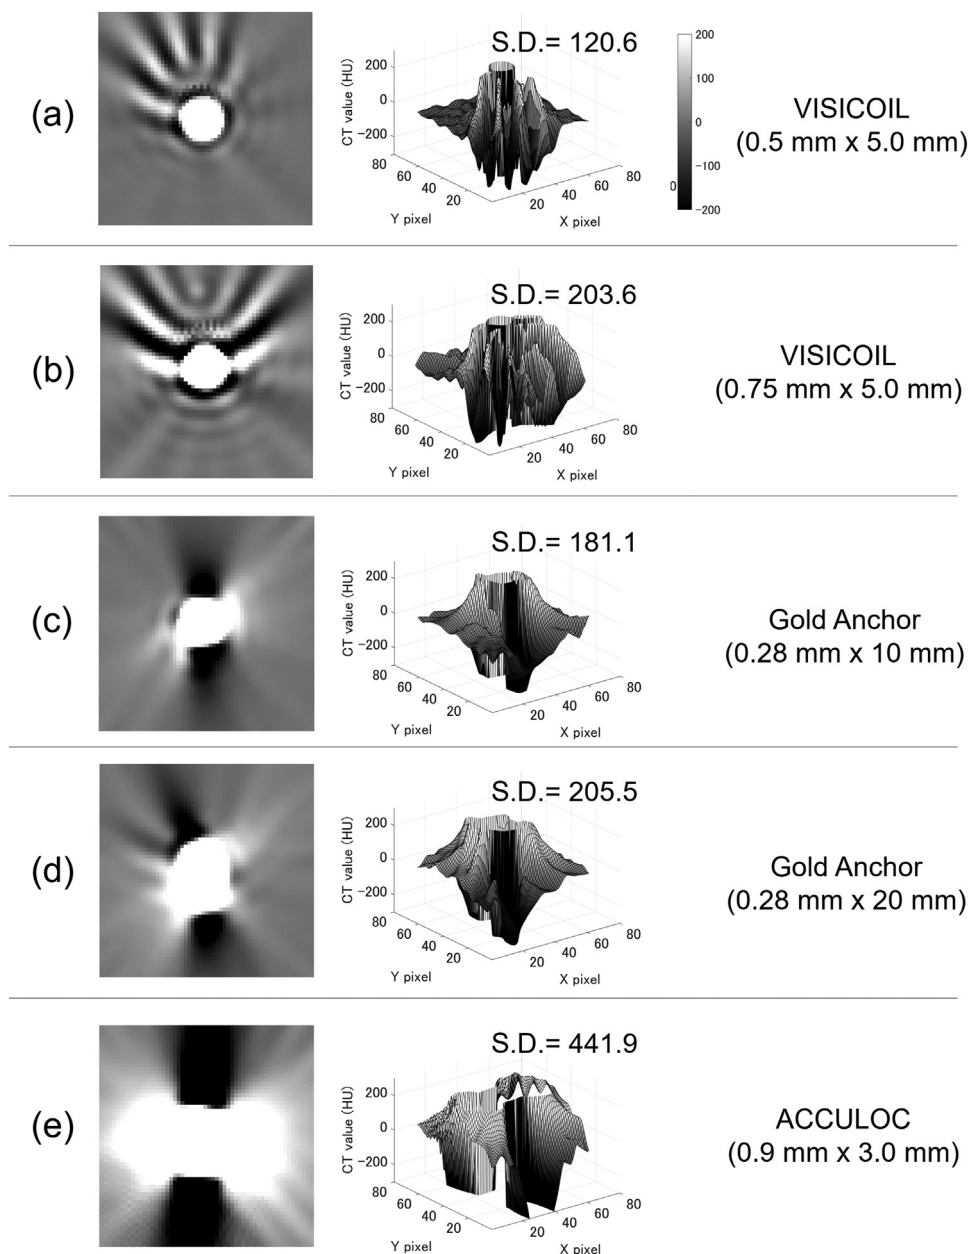 (a)
S.D.= 120.6
CT value (HU)
200
0
-200
80
60
40
20
Y pixel
20
40
60
80
X pixel
200
100
0
-100
-200
0
VISICOIL
(0.5 mm x 5.0 mm)
(b)
S.D.= 203.6
CT value (HU)
200
0
-200
80
60
40
20
Y pixel
20
40
60
80
X pixel
VISICOIL
(0.75 mm x 5.0 mm)
(c)
S.D.= 181.1
CT value (HU)
200
0
-200
80
60
40
20
Y pixel
20
40
60
80
X pixel
Gold Anchor
(0.28 mm x 10 mm)
(d)
S.D.= 205.5
CT value (HU)
200
0
-200
80
60
40
20
Y pixel
20
40
60
80
X pixel
Gold Anchor
(0.28 mm x 20 mm)
(e)
S.D.= 441.9
CT value (HU)
200
0
-200
80
60
40
20
Y pixel
20
40
60
80
X pixel
ACCULOC
(0.9 mm x 3.0 mm)